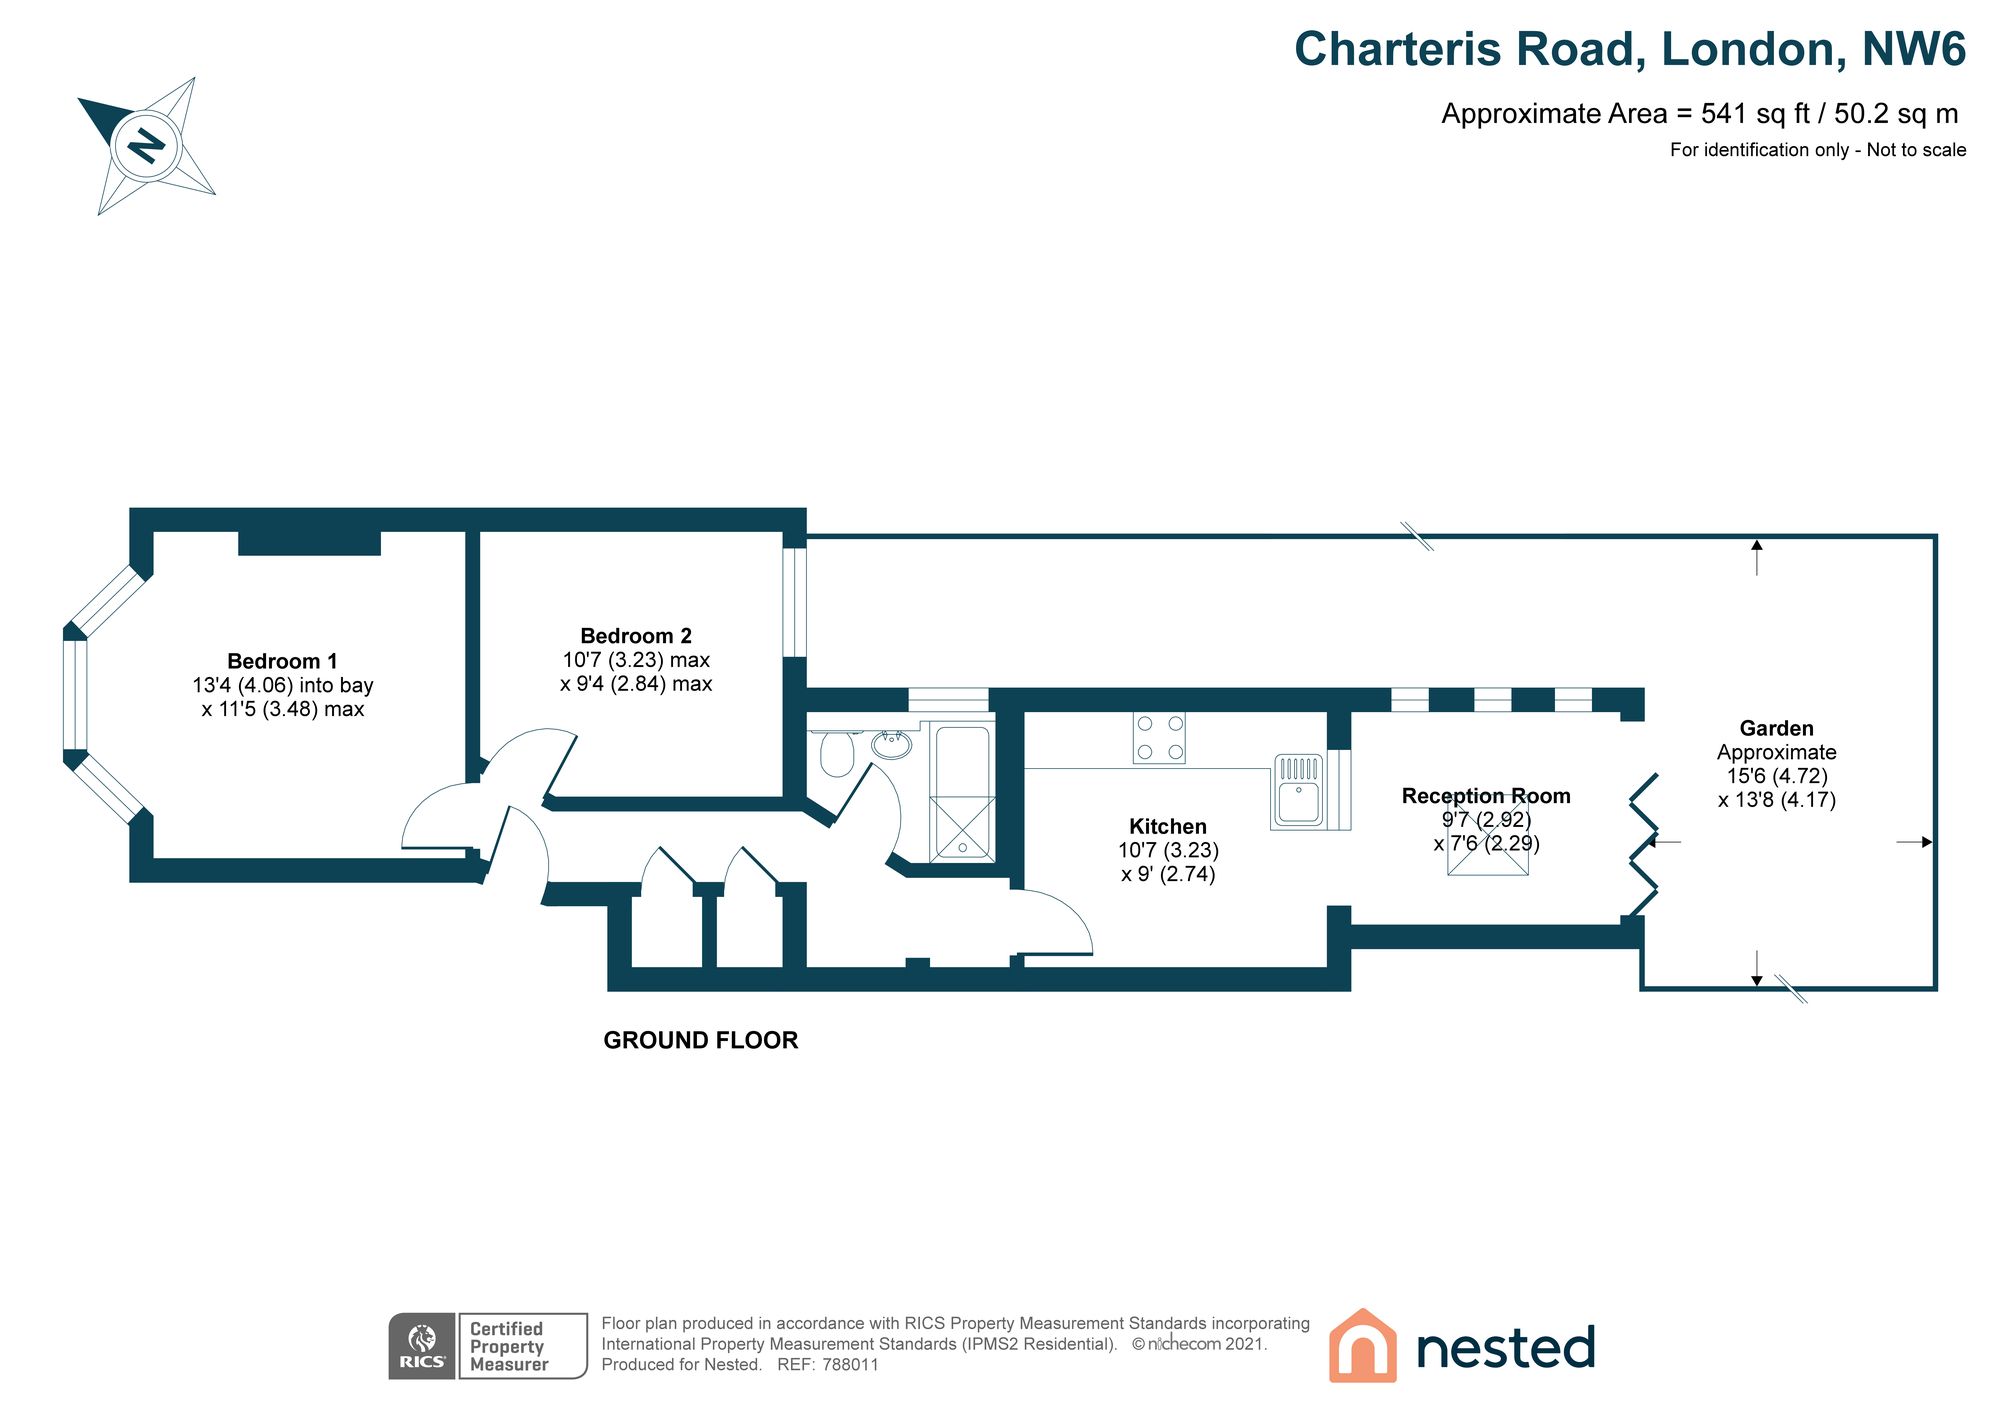 Charteris Road, London, NW6
Approximate Area = 541 sq ft / 50.2 sq m
For identification only - Not to scale
N
Bedroom 1
13'4 (4.06) into bay
x 11'5 (3.48) max
Bedroom 2
10'7 (3.23) max
x 9'4 (2.84) max
Kitchen
10'7 (3.23)
x 9' (2.74)
Reception Room
9'7 (2.92)
x 7'6 (2.29)
Garden
Approximate
15'6 (4.72)
x 13'8 (4.17)
GROUND FLOOR
RICS
Certified
Property
Measurer
Floor plan produced in accordance with RICS Property Measurement Standards incorporating
International Property Measurement Standards (IPMS2 Residential). © nichecom 2021.
Produced for Nested. REF: 788011
nested